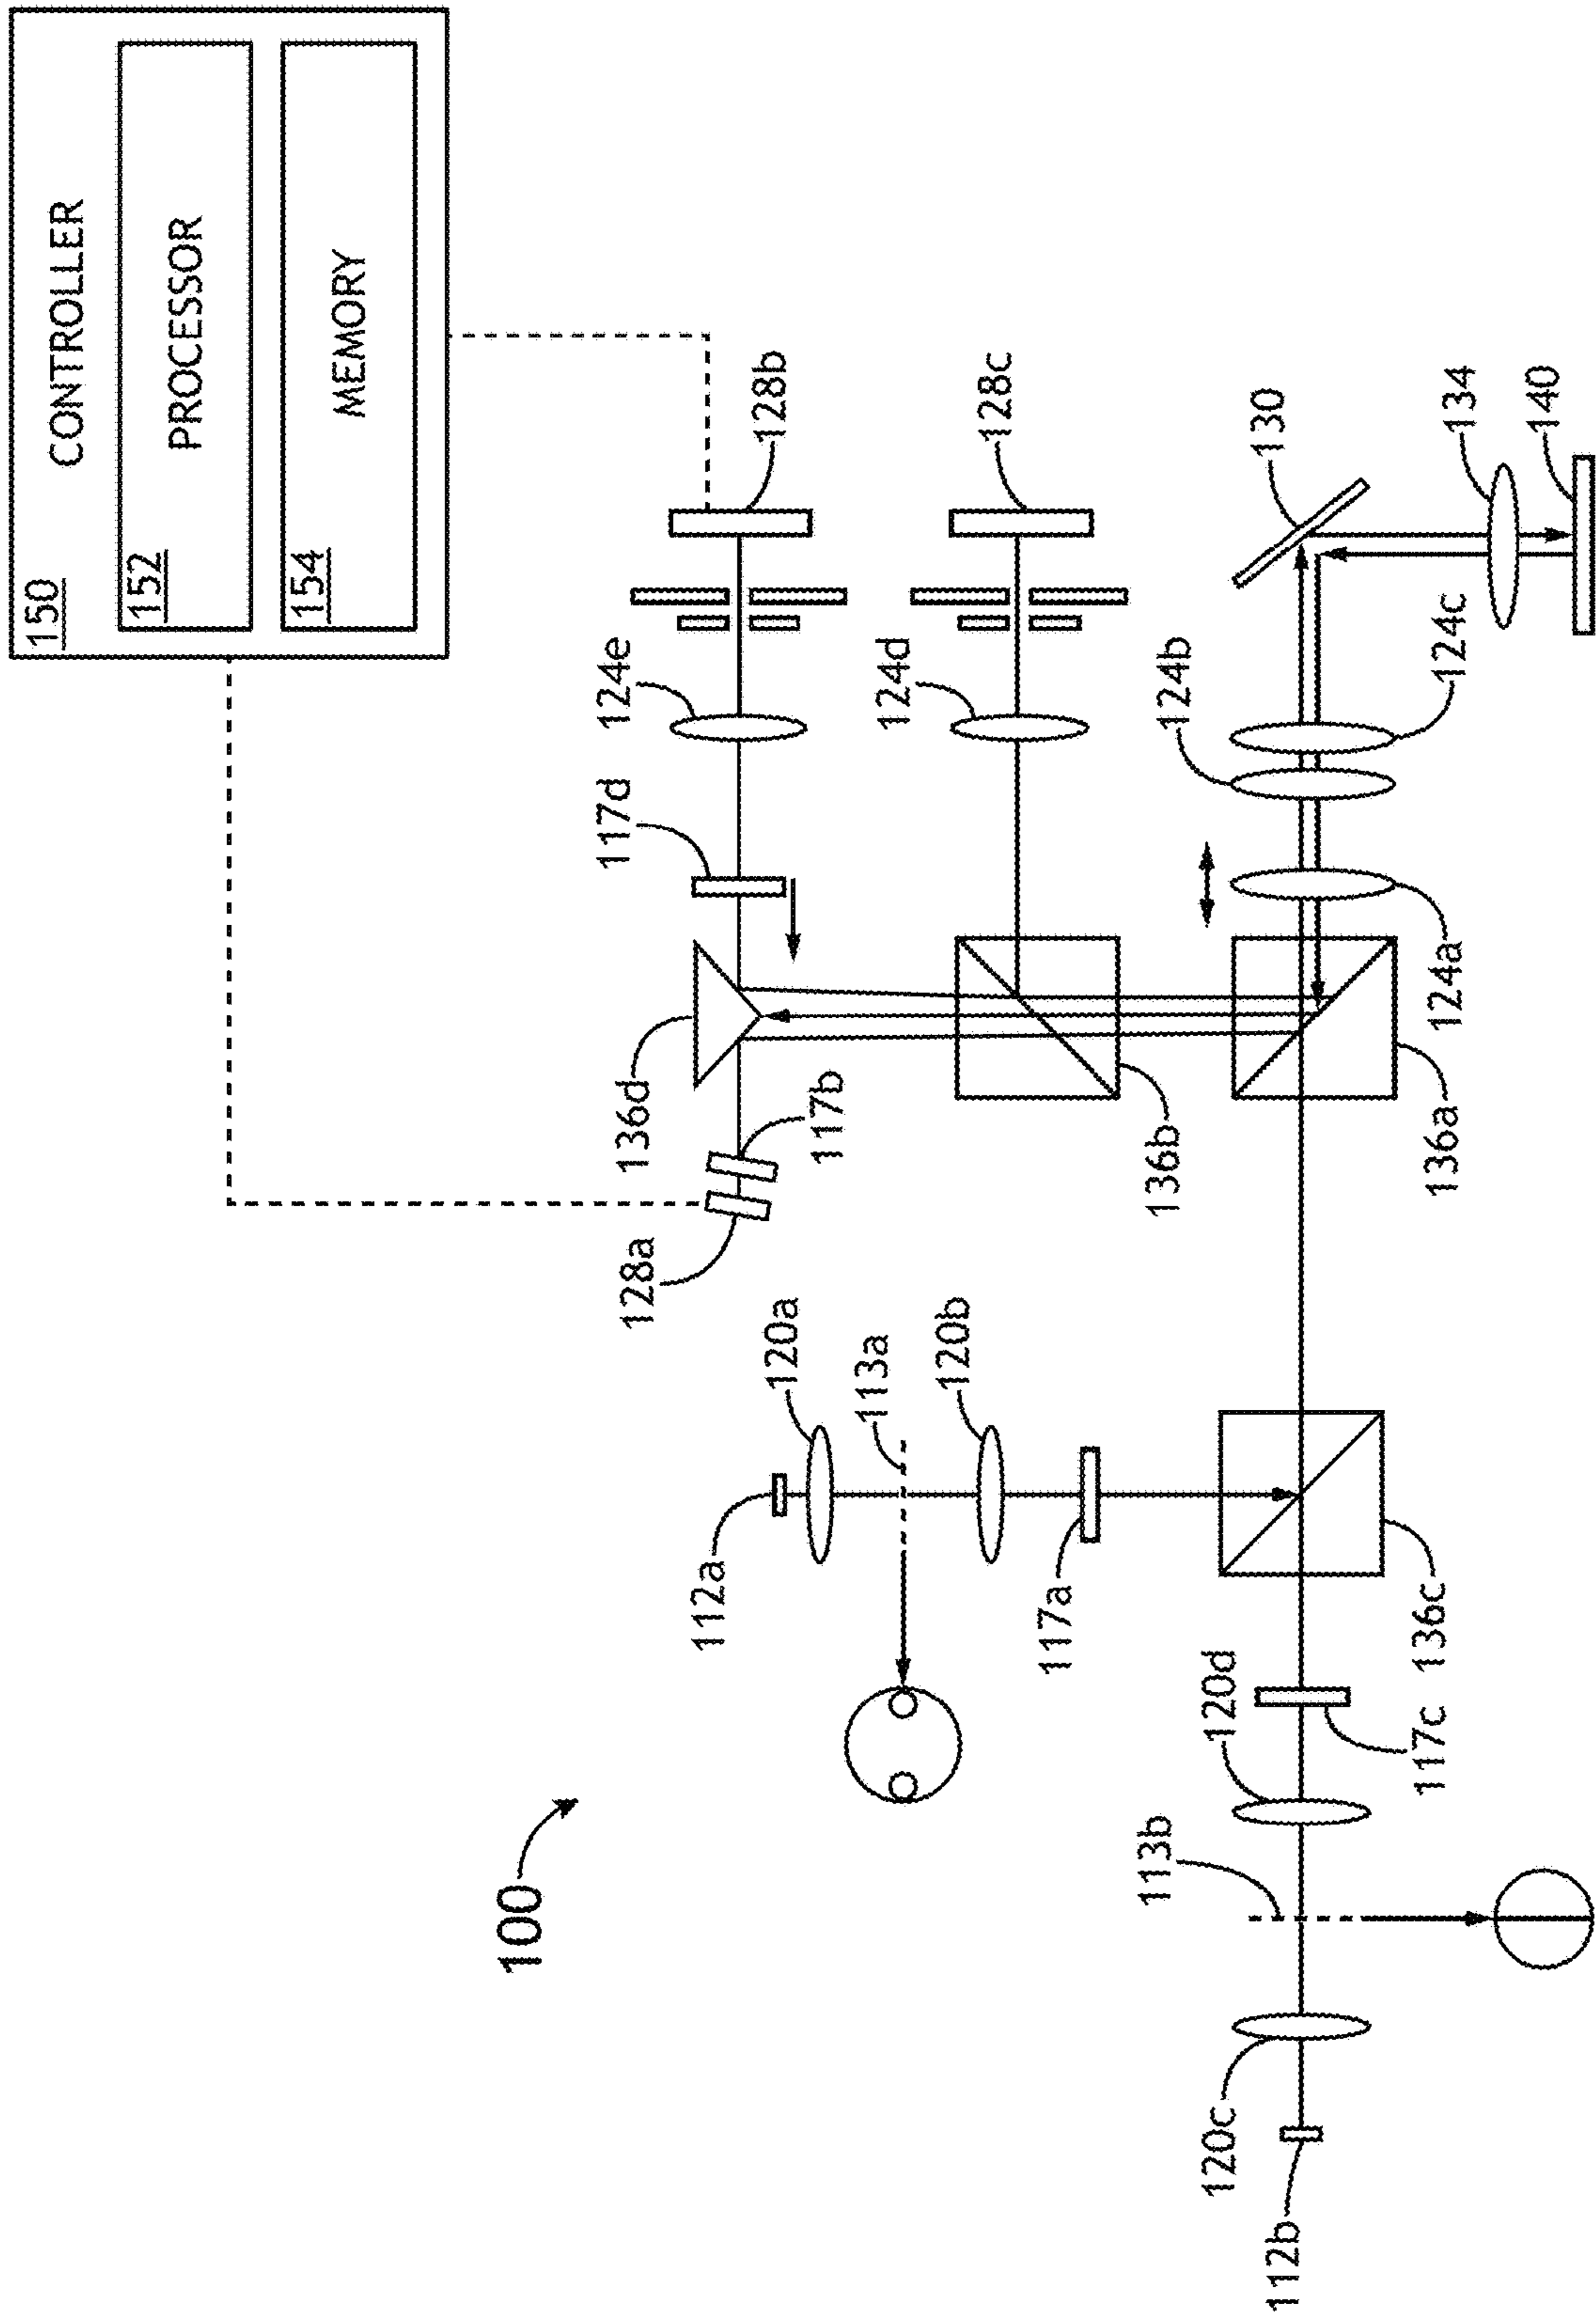 150
CONTROLLER
152
PROCESSOR
154
MEMORY
128b
128c
130
134
140
124e
124d
124b
124c
117d
124a
136d
117b
136b
136a
128a
120a
113a
120b
112a
117a
136c
120d
117c
100
113b
120c
112b